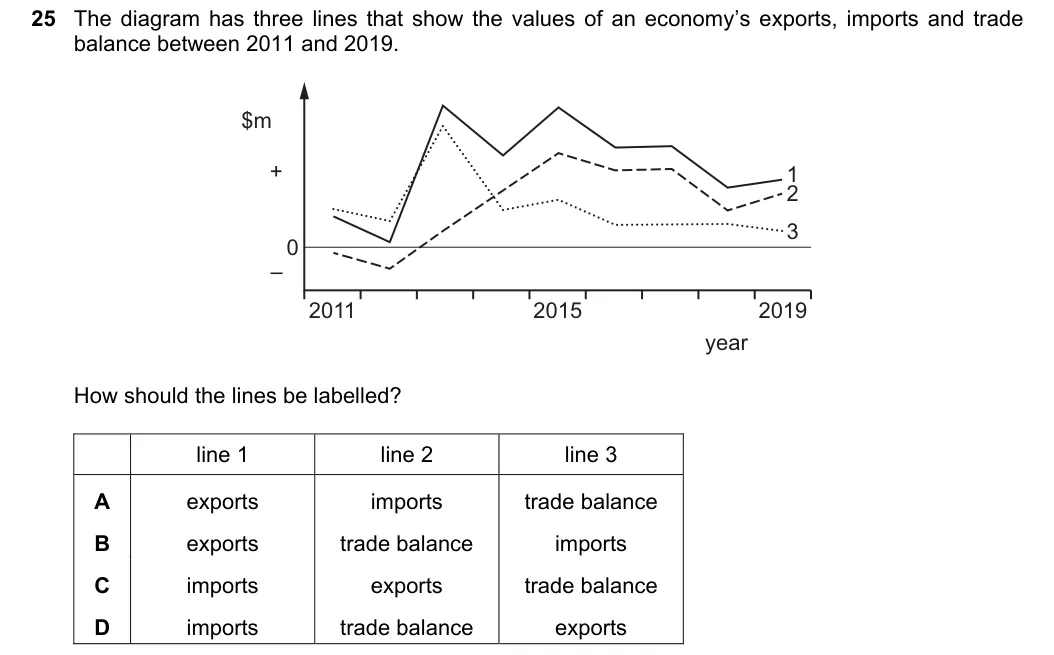 25 The diagram has three lines that show the values of an economy’s exports, imports and trade
balance between 2011 and 2019.
$m
+
0
–
1
2
3
2011 2015 2019
year
How should the lines be labelled?
line 1 line 2 line 3
A exports imports trade balance
B exports trade balance imports
C imports exports trade balance
D imports trade balance exports